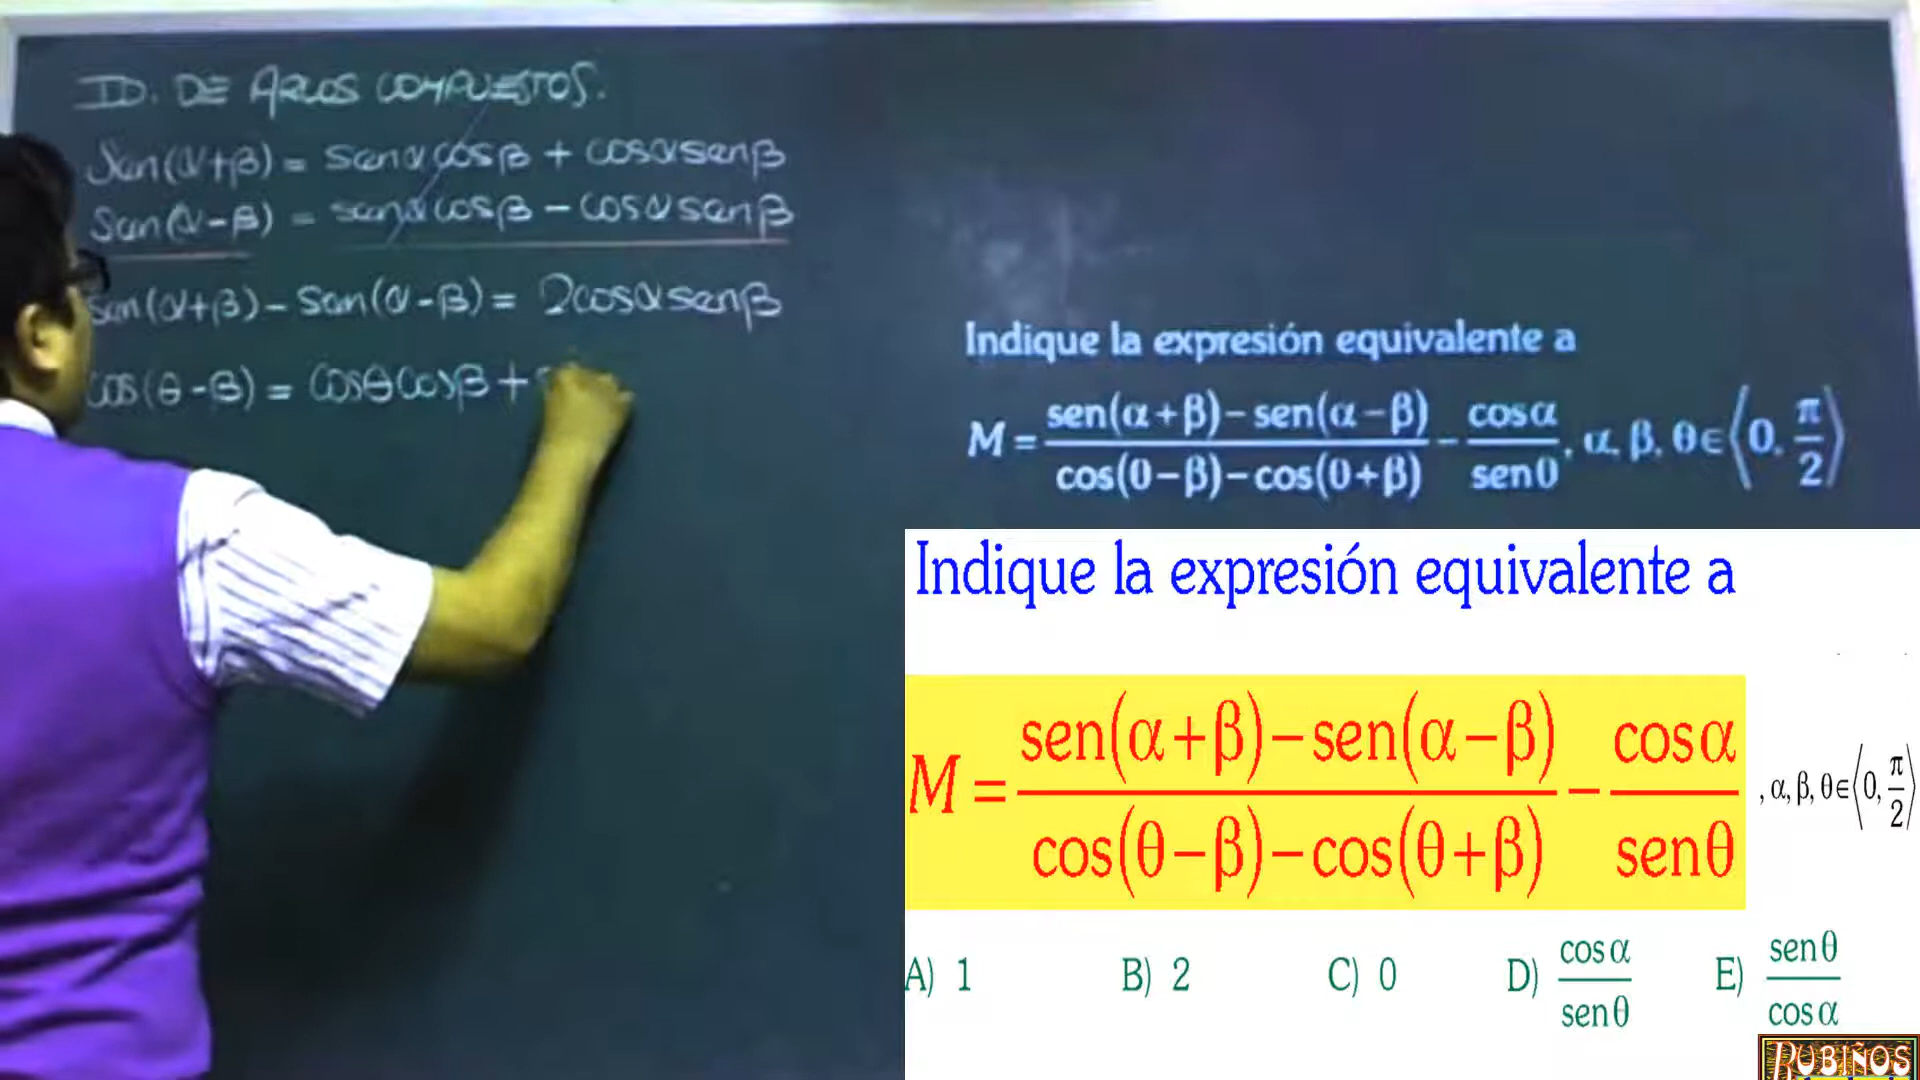 ID. DE ARCOS COMPUESTOS.
Sen(α+β) = senα cosβ + cosα senβ
Sen(α-β) = senα cosβ - cosα senβ
Sen(α+β) - Sen(α-β) = 2cosα senβ
cos(θ-β) = cosθ cosβ +
Indique la expresión equivalente a
M = sen(α+β)-sen(α-β) / cos(θ-β)-cos(θ+β) - cosα / senθ, α, β, θ∈⟨0, π/2⟩
Indique la expresión equivalente a
M = sen(α+β)-sen(α-β) / cos(θ-β)-cos(θ+β) - cosα / senθ , α, β, θ∈⟨0, π/2⟩
A) 1 B) 2 C) 0 D) cosα / senθ E) senθ / cosα
RUBIÑOS